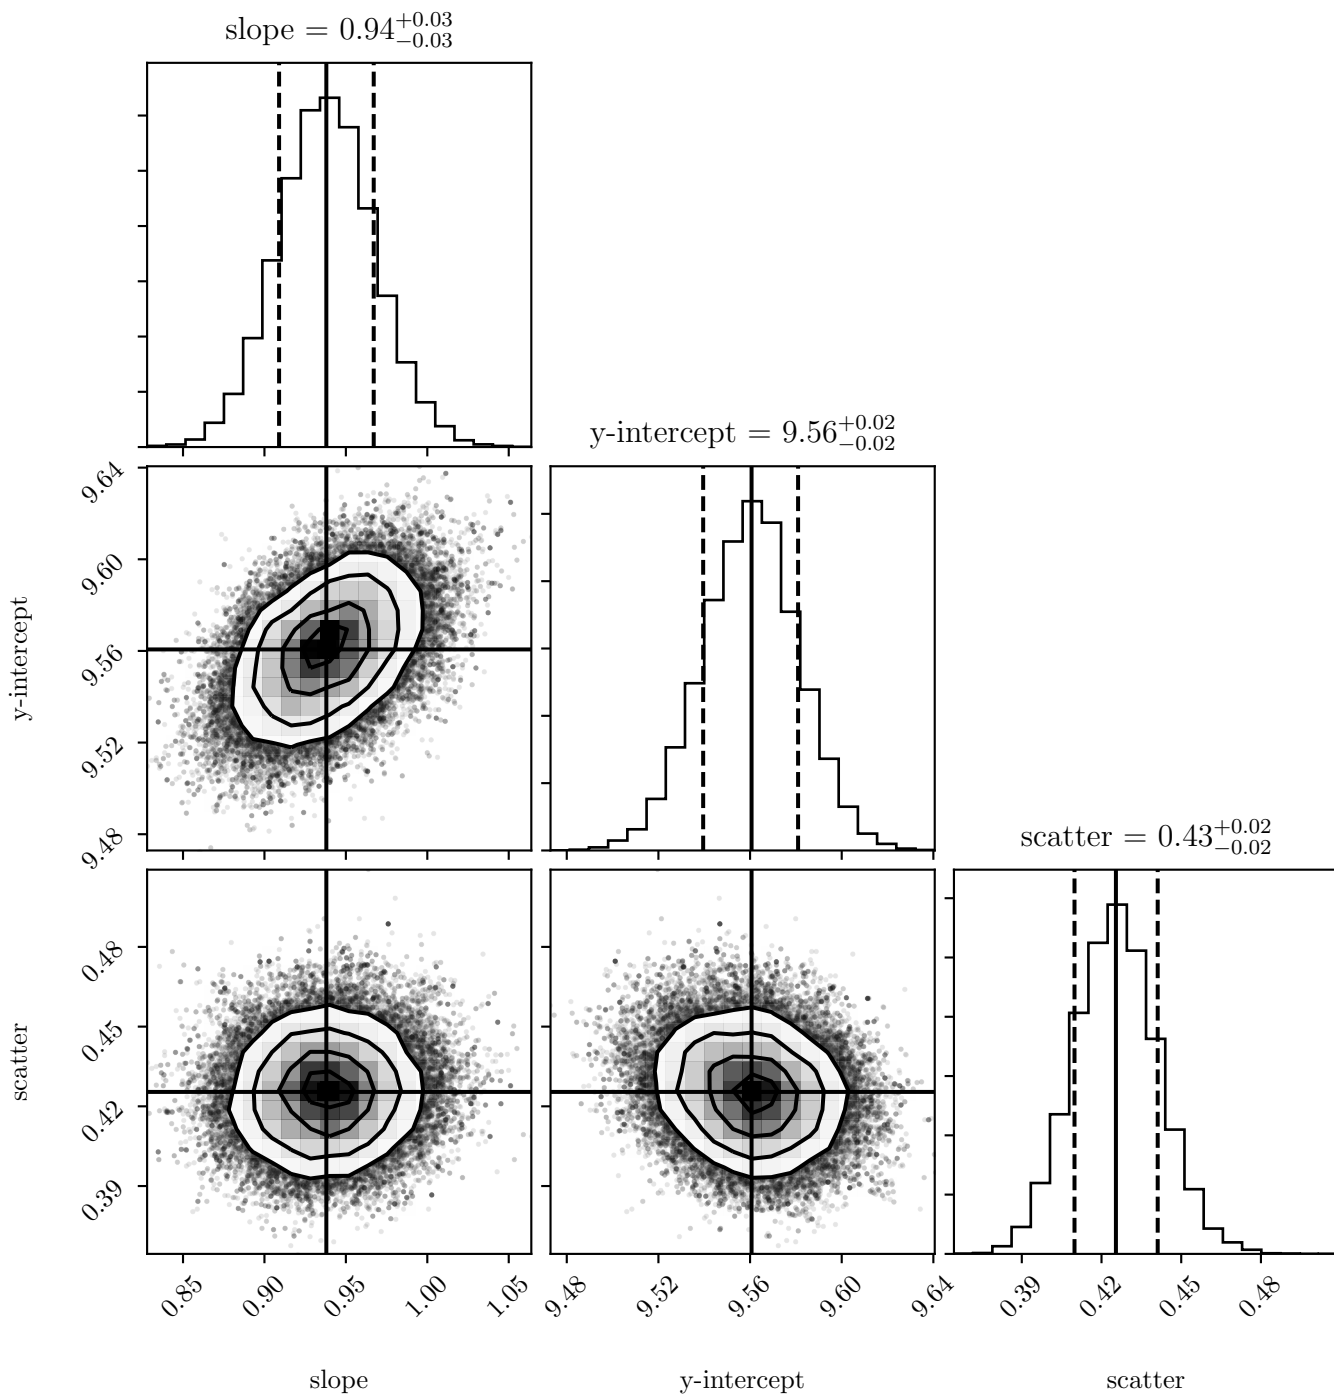 slope = 0.94^{+0.03}_{-0.03}
y-intercept = 9.56^{+0.02}_{-0.02}
9.64
9.60
9.56
9.52
9.48
y-intercept
scatter = 0.43^{+0.02}_{-0.02}
0.48
0.45
0.42
0.39
scatter
0.85 0.90 0.95 1.00 1.05 9.48 9.52 9.56 9.60 9.64 0.39 0.42 0.45 0.48
slope y-intercept scatter